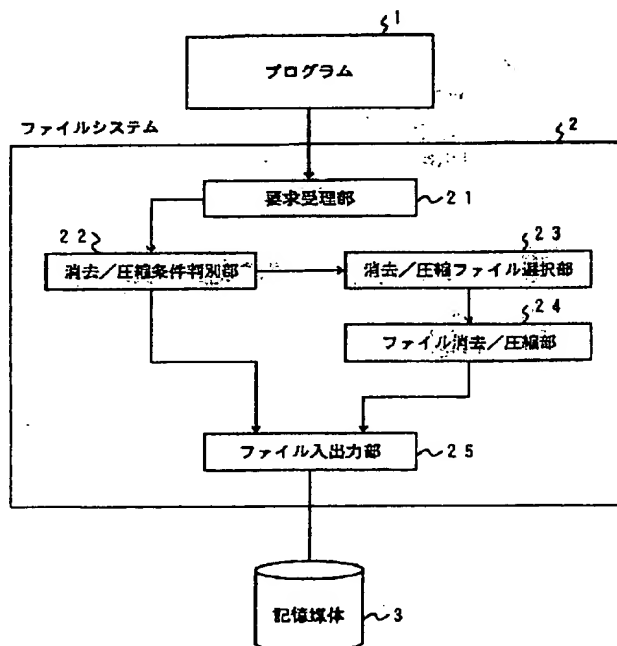 1
プログラム
ファイルシステム
2
要求受理部
21
22
23
消去／圧縮条件判別部
消去／圧縮ファイル選択部
24
ファイル消去／圧縮部
ファイル入出力部
25
記憶媒体
3